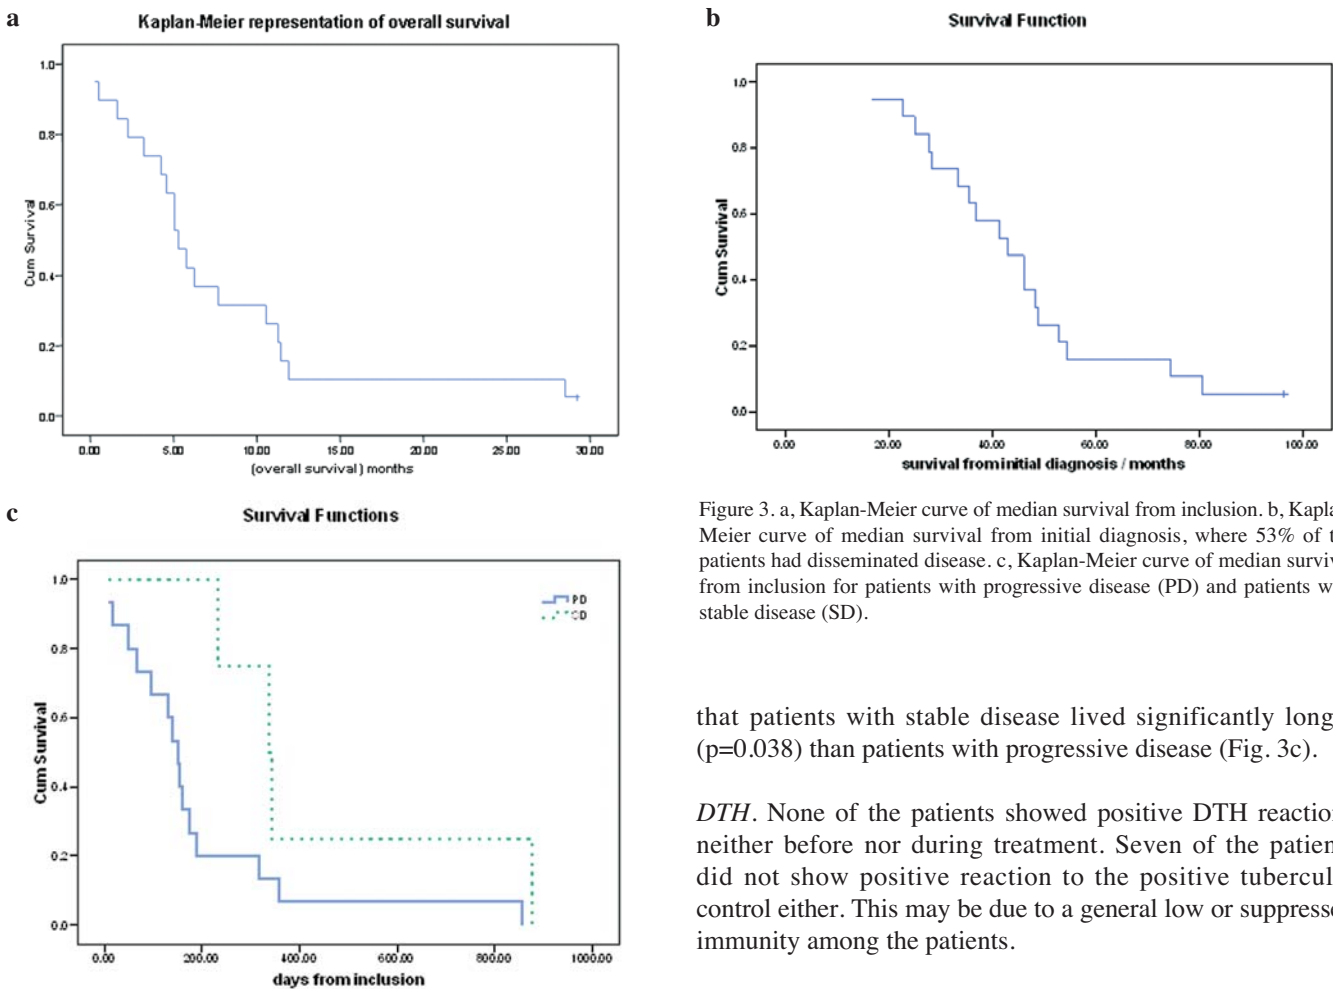 a
Kaplan-Meier representation of overall survival
Cum Survival
1.0
0.8
0.6
0.4
0.2
0.0
0.00 5.00 10.00 15.00 20.00 25.00 30.00
(overall survival) months
b
Survival Function
Cum Survival
1.0
0.8
0.6
0.4
0.2
0.0
0.00 20.00 40.00 60.00 80.00 100.00
survival from initial diagnosis / months
c
Survival Functions
PD
SD
Cum Survival
1.0
0.8
0.6
0.4
0.2
0.0
0.00 200.00 400.00 600.00 800.00 1000.00
days from inclusion
Figure 3. a, Kaplan-Meier curve of median survival from inclusion. b, Kapla
Meier curve of median survival from initial diagnosis, where 53% of t
patients had disseminated disease. c, Kaplan-Meier curve of median surviv
from inclusion for patients with progressive disease (PD) and patients w
stable disease (SD).
that patients with stable disease lived significantly long
(p=0.038) than patients with progressive disease (Fig. 3c).
DTH. None of the patients showed positive DTH reaction
neither before nor during treatment. Seven of the patien
did not show positive reaction to the positive tubercul
control either. This may be due to a general low or suppresse
immunity among the patients.